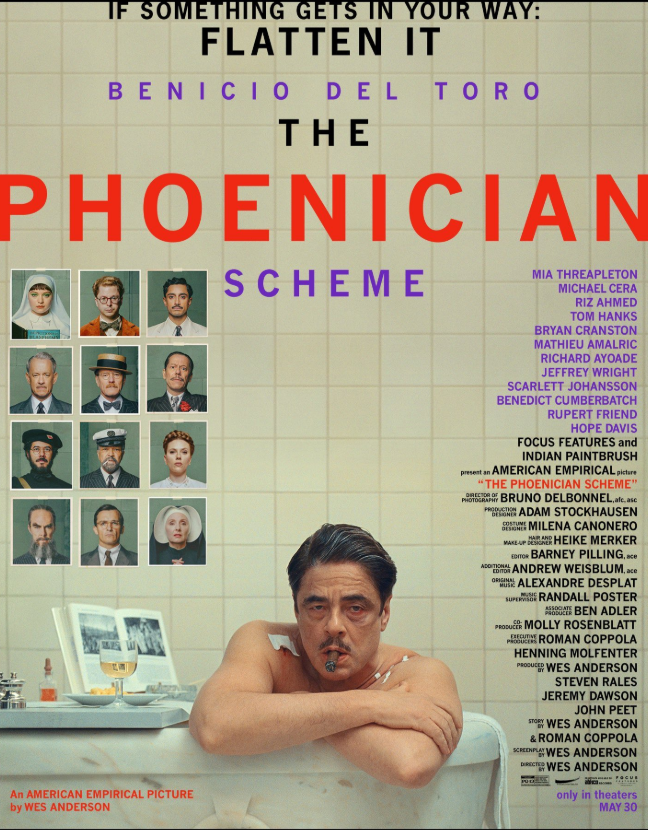 IF SOMETHING GETS IN YOUR WAY:
FLATTEN IT
BENICIO DEL TORO
THE
PHOENICIAN
SCHEME
MIA THREAPLETON
MICHAEL CERA
RIZ AHMED
TOM HANKS
BRYAN CRANSTON
MATHIEU AMALRIC
RICHARD AYOADE
JEFFREY WRIGHT
SCARLETT JOHANSSON
BENEDICT CUMBERBATCH
RUPERT FRIEND
HOPE DAVIS
FOCUS FEATURES and
INDIAN PAINTBRUSH
present an AMERICAN EMPIRICAL picture
“THE PHOENICIAN SCHEME”
DIRECTOR OF PHOTOGRAPHY BRUNO DELBONNEL, afc, asc
PRODUCTION DESIGNER ADAM STOCKHAUSEN
COSTUME DESIGNER MILENA CANONERO
HAIR AND MAKE-UP DESIGNER HEIKE MERKER
EDITOR BARNEY PILLING, ace
ADDITIONAL EDITOR ANDREW WEISBLUM, ace
ORIGINAL MUSIC ALEXANDRE DESPLAT
MUSIC SUPERVISOR RANDALL POSTER
ASSOCIATE PRODUCER BEN ADLER
CO-PRODUCER MOLLY ROSENBLATT
EXECUTIVE PRODUCERS ROMAN COPPOLA
HENNING MOLFENTER
PRODUCED BY WES ANDERSON
STEVEN RALES
JEREMY DAWSON
JOHN PEET
STORY BY WES ANDERSON
& ROMAN COPPOLA
SCREENPLAY BY WES ANDERSON
DIRECTED BY WES ANDERSON
FOCUS
only in theaters
MAY 30
An AMERICAN EMPIRICAL PICTURE
by WES ANDERSON